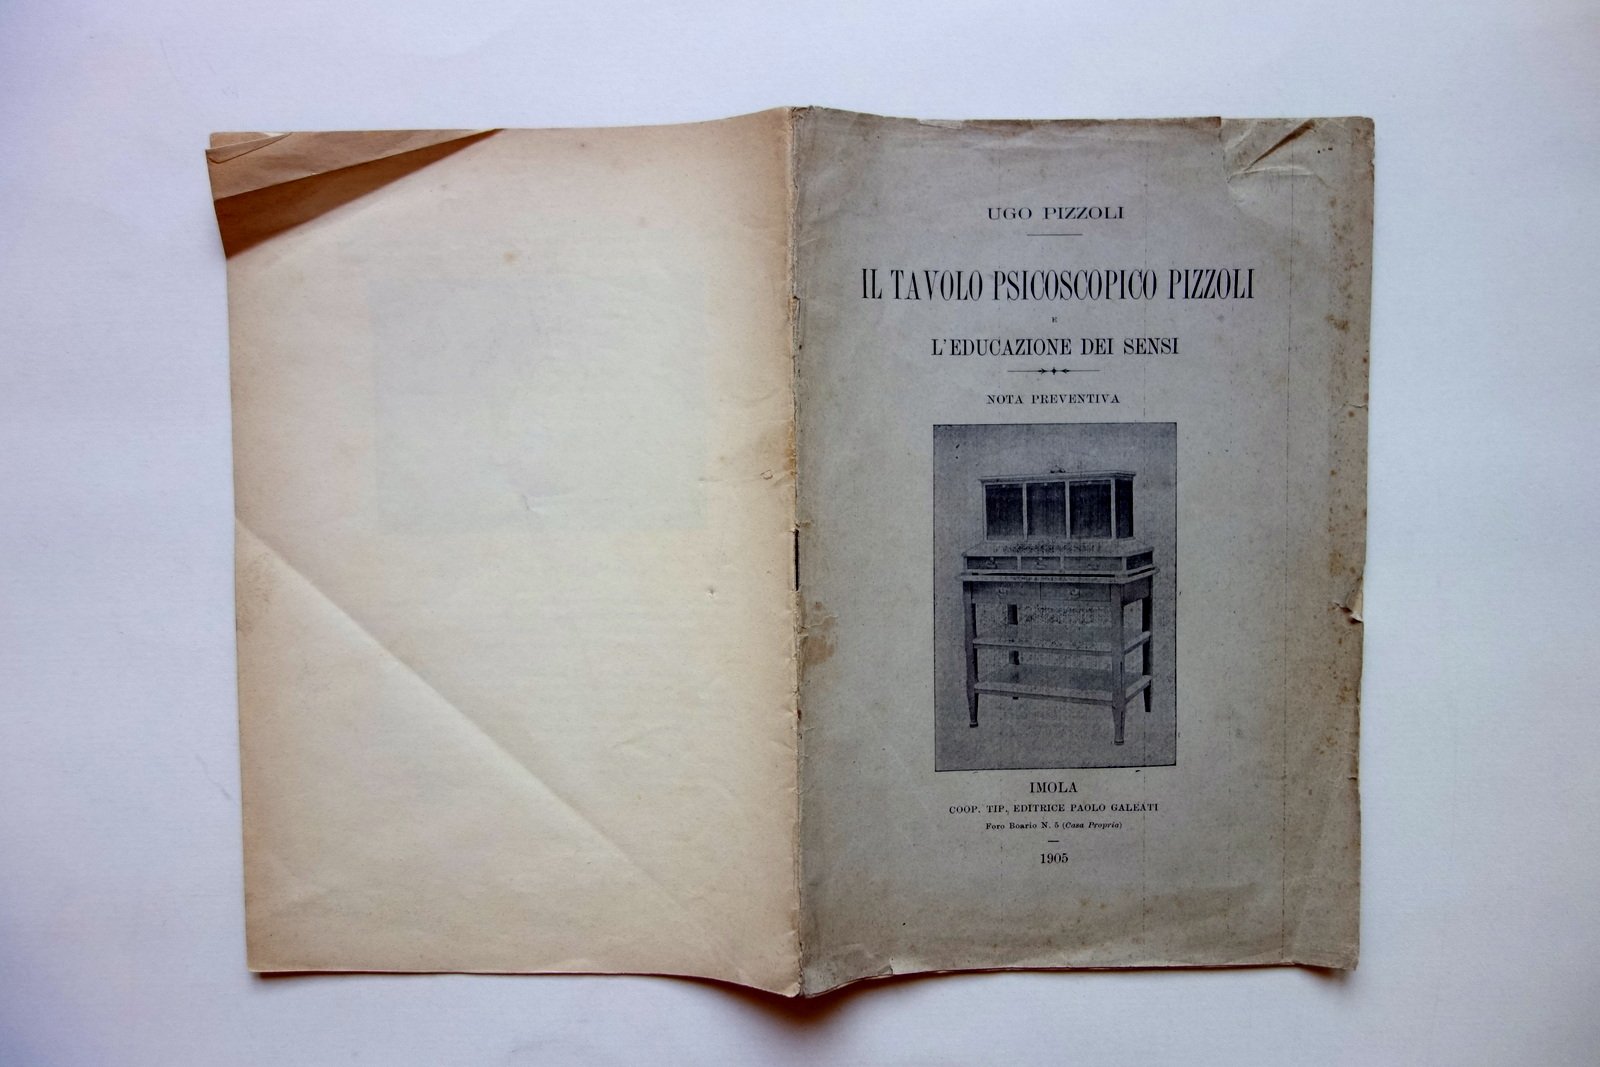 UGO PIZZOLI
IL TAVOLO PSICOSCOPICO PIZZOLI
E
L'EDUCAZIONE DEI SENSI
NOTA PREVENTIVA
IMOLA
COOP. TIP. EDITRICE PAOLO GALEATI
Foro Boario N. 5 (Casa Propria)
1905